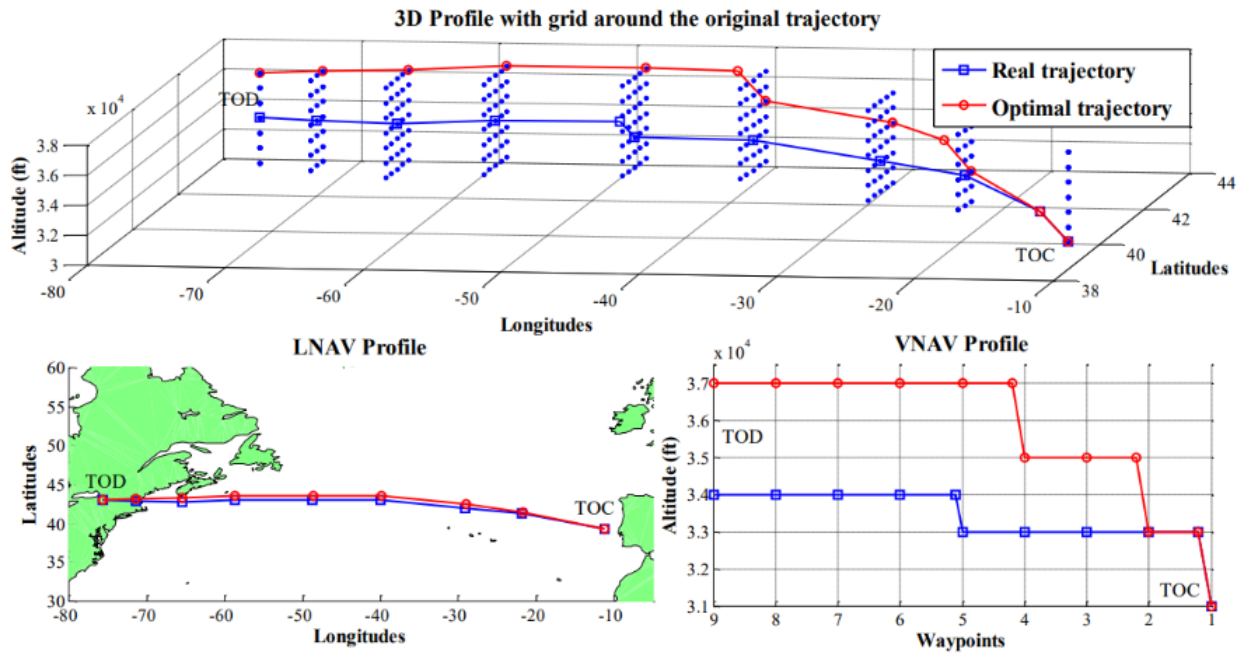 3D Profile with grid around the original trajectory
Real trajectory
Optimal trajectory
TOD
x 10^4
3.8
3.6
3.4
3.2
3
Altitude (ft)
-80
-70
-60
-50
-40
-30
-20
-10
Longitudes
TOC
38
40
42
44
Latitudes
LNAV Profile
60
55
50
45
40
35
30
Latitudes
TOD
TOC
-80
-70
-60
-50
-40
-30
-20
-10
Longitudes
VNAV Profile
x 10^4
3.7
3.6
3.5
3.4
3.3
3.2
3.1
Altitude (ft)
TOD
TOC
9
8
7
6
5
4
3
2
1
Waypoints